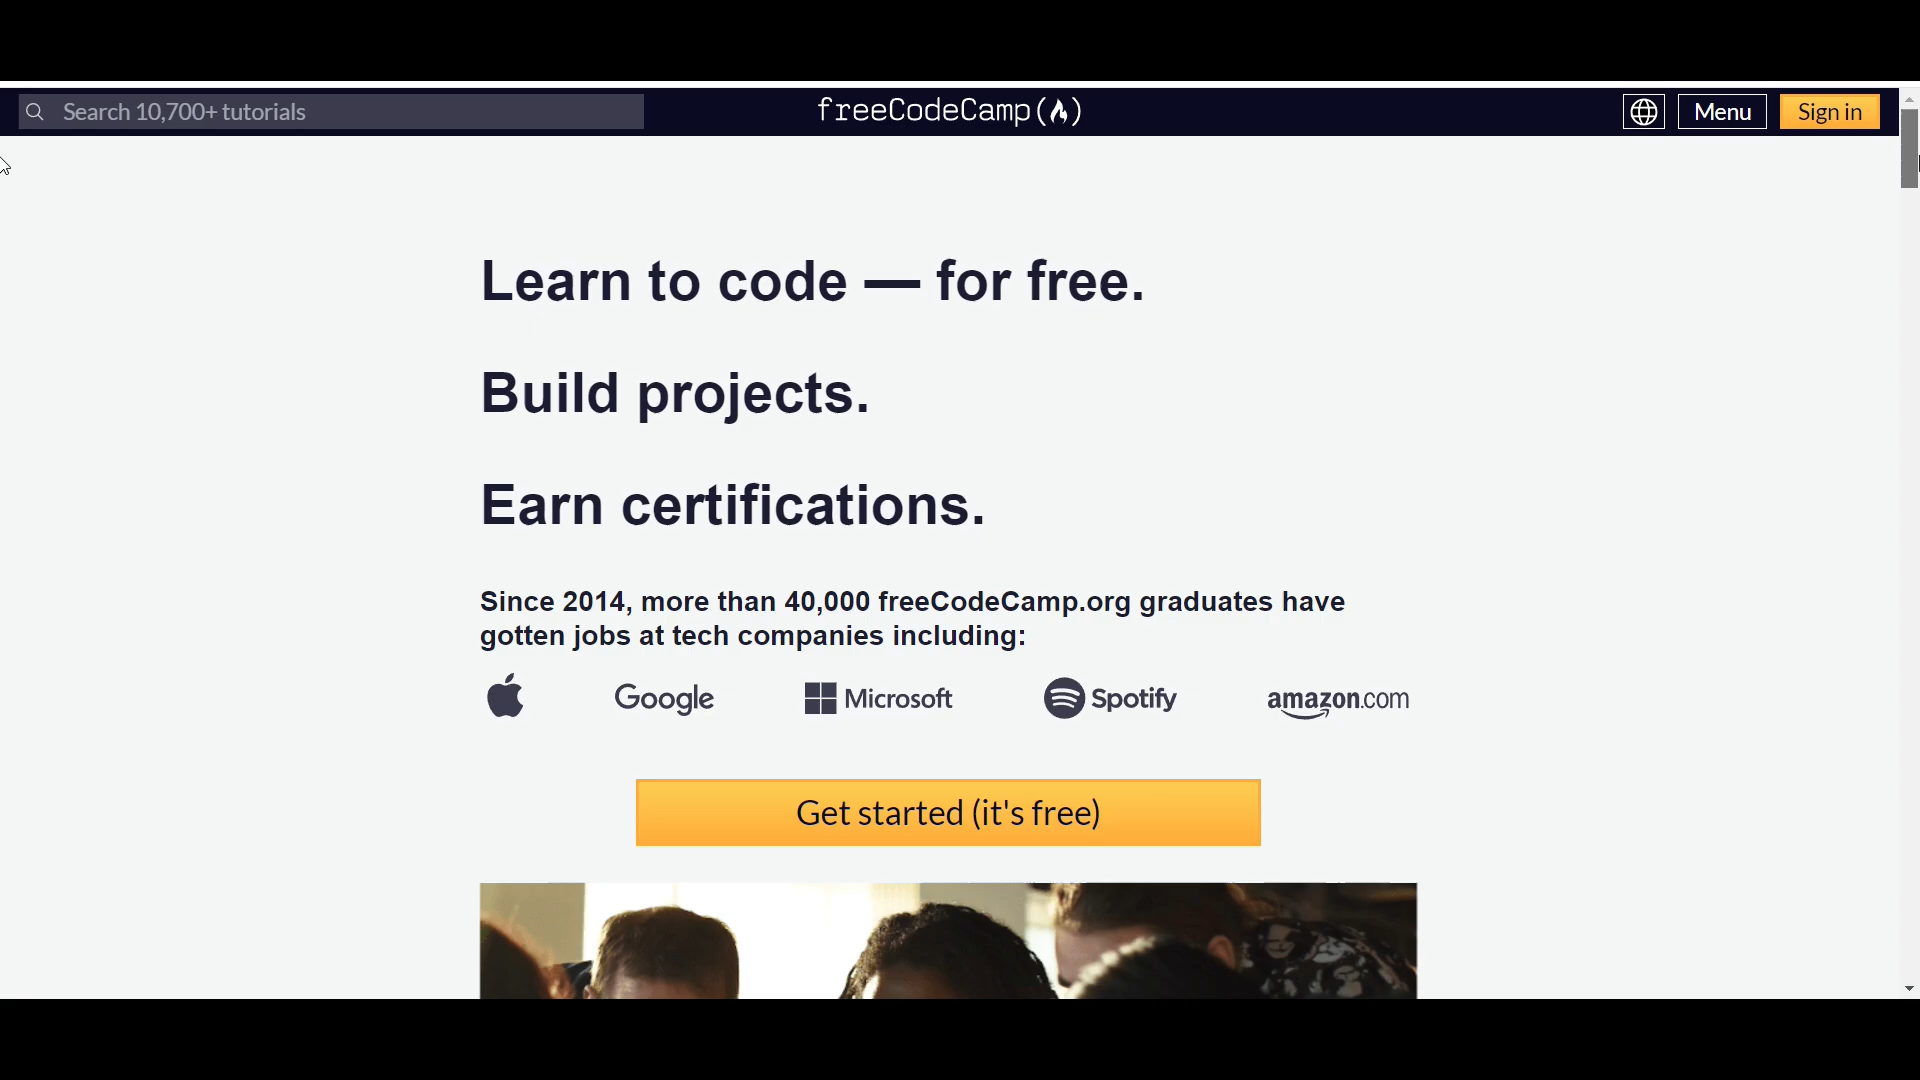 Search 10,700+ tutorials
freeCodeCamp
Menu
Sign in
Learn to code — for free.
Build projects.
Earn certifications.
Since 2014, more than 40,000 freeCodeCamp.org graduates have
gotten jobs at tech companies including:
Google
Microsoft
Spotify
amazon.com
Get started (it's free)